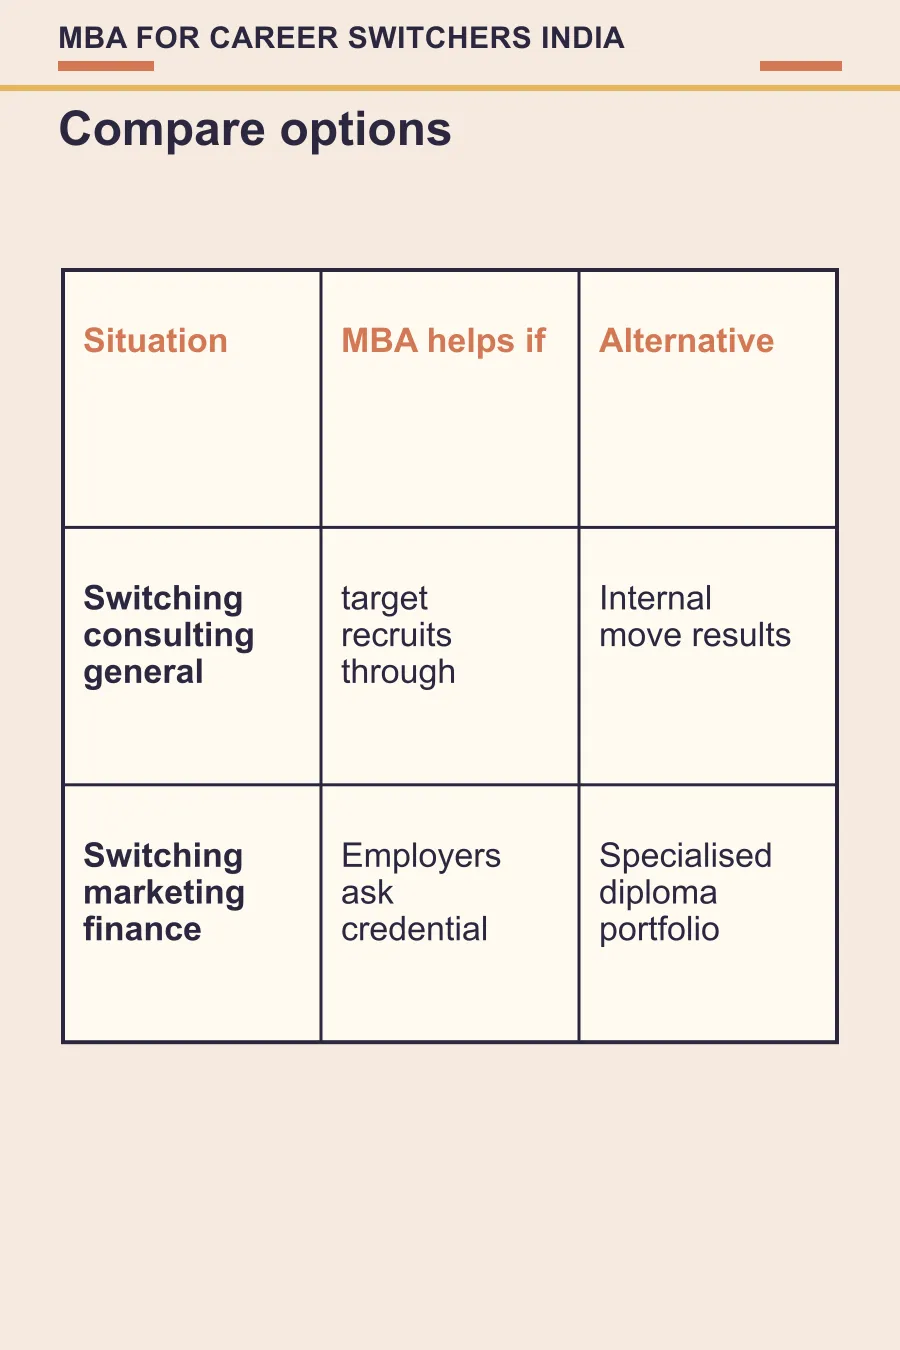 MBA FOR CAREER SWITCHERS INDIA
Compare options
Situation
MBA helps if
Alternative
Switching
consulting
general
target
recruits
through
Internal
move results
Switching
marketing
finance
Employers
ask
credential
Specialised
diploma
portfolio